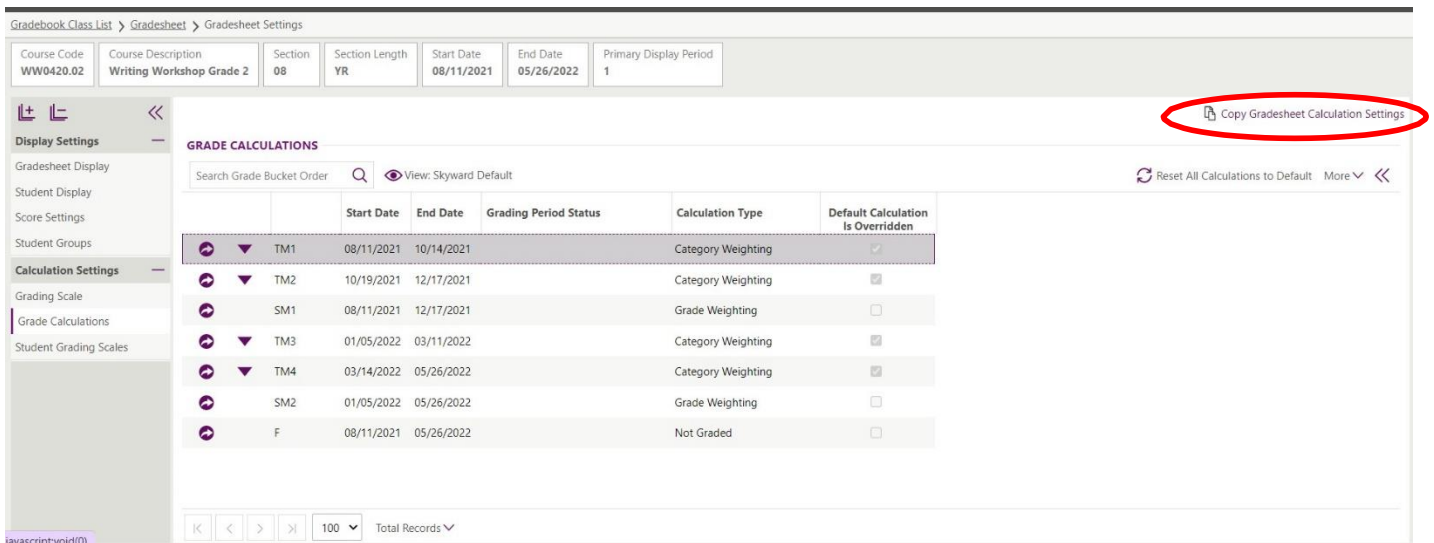 Gradebook Class List > Gradesheet > Gradesheet Settings
Course Code Course Description Section Section Length Start Date End Date Primary Display Period
WW0420.02 Writing Workshop Grade 2 08 YR 08/11/2021 05/26/2022 1
Copy Gradesheet Calculation Settings
Display Settings
GRADE CALCULATIONS
Gradesheet Display
Search Grade Bucket Order View: Skyward Default Reset All Calculations to Default More
Student Display
Score Settings
Student Groups
Calculation Settings
Grading Scale
Grade Calculations
Student Grading Scales
Start Date End Date Grading Period Status Calculation Type Default Calculation
Is Overridden
TM1 08/11/2021 10/14/2021 Category Weighting
TM2 10/19/2021 12/17/2021 Category Weighting
SM1 08/11/2021 12/17/2021 Grade Weighting
TM3 01/05/2022 03/11/2022 Category Weighting
TM4 03/14/2022 05/26/2022 Category Weighting
SM2 01/05/2022 05/26/2022 Grade Weighting
F 08/11/2021 05/26/2022 Not Graded
100 Total Records
javascript:void(0)